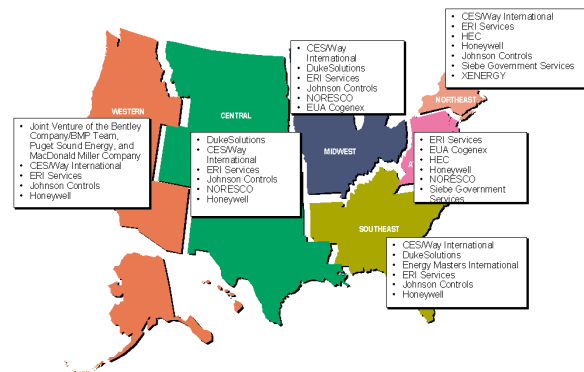 CES/Way International
ERI Services
HEC
Honeywell
Johnson Controls
Siebe Government Services
XENERGY
NORTHEAST
CES/Way
International
DukeSolutions
ERI Services
Johnson Controls
NORESCO
EUA Cogenex
MIDWEST
WESTERN
Joint Venture of the Bentley
Company/BMP Team,
Puget Sound Energy, and
MacDonald Miller Company
CES/Way International
ERI Services
Johnson Controls
Honeywell
CENTRAL
DukeSolutions
CES/Way
International
ERI Services
Johnson Controls
NORESCO
Honeywell
ERI Services
EUA Cogenex
HEC
Honeywell
NORESCO
Siebe Government
Services
SOUTHEAST
CES/Way International
DukeSolutions
Energy Masters International
ERI Services
Johnson Controls
Honeywell